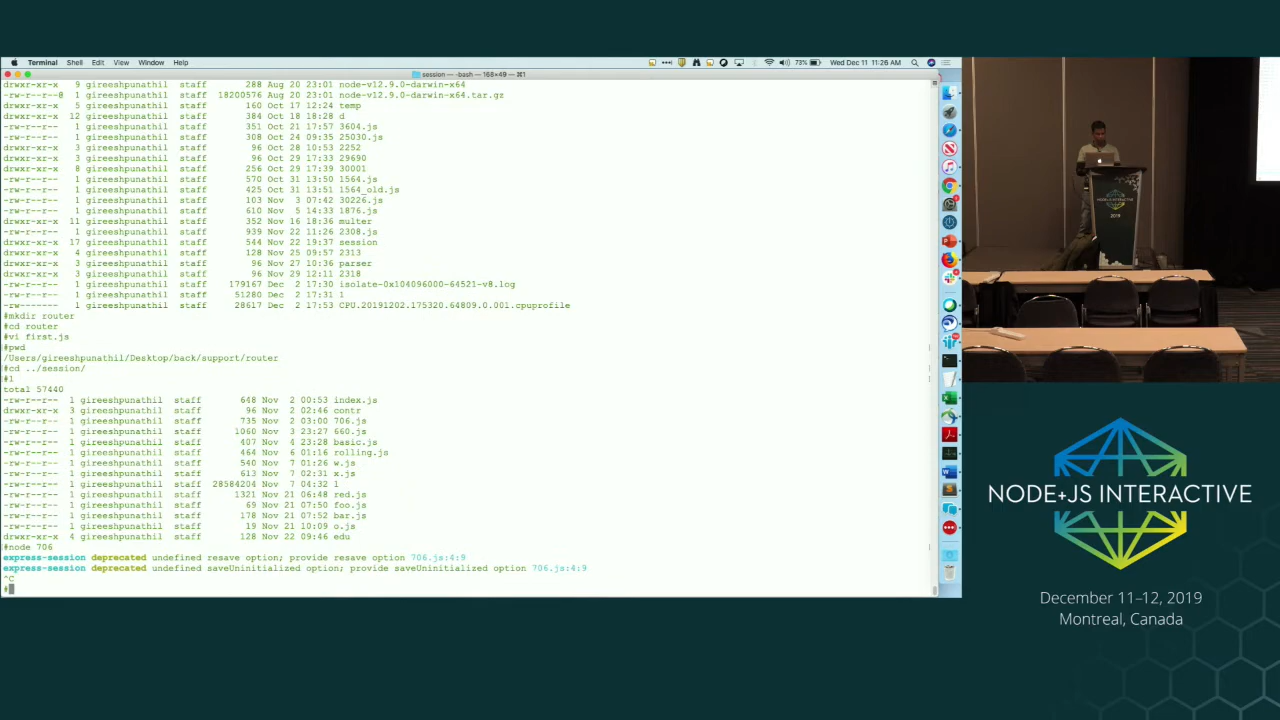 Terminal Shell Edit View Window Help 73% Wed Dec 11 11:26 AM
session — -bash — 168×49 — ⌘1
drwxr-xr-x 9 gireeshpunathil staff 288 Aug 20 23:01 node-v12.9.0-darwin-x64
-rw-r--r--@ 1 gireeshpunathil staff 18200576 Aug 20 23:01 node-v12.9.0-darwin-x64.tar.gz
drwxr-xr-x 5 gireeshpunathil staff 160 Oct 17 12:24 temp
drwxr-xr-x 12 gireeshpunathil staff 384 Oct 18 18:28 d
-rw-r--r-- 1 gireeshpunathil staff 351 Oct 21 17:57 3604.js
-rw-r--r-- 1 gireeshpunathil staff 308 Oct 24 09:35 25030.js
drwxr-xr-x 3 gireeshpunathil staff 96 Oct 28 10:53 2252
drwxr-xr-x 3 gireeshpunathil staff 96 Oct 29 17:33 29690
drwxr-xr-x 8 gireeshpunathil staff 256 Oct 29 17:39 30001
-rw-r--r-- 1 gireeshpunathil staff 570 Oct 31 13:50 1564.js
-rw-r--r-- 1 gireeshpunathil staff 425 Oct 31 13:51 1564_old.js
-rw-r--r-- 1 gireeshpunathil staff 103 Nov 3 07:42 30226.js
-rw-r--r-- 1 gireeshpunathil staff 610 Nov 5 14:33 1876.js
drwxr-xr-x 11 gireeshpunathil staff 352 Nov 16 18:36 multer
-rw-r--r-- 1 gireeshpunathil staff 939 Nov 22 11:26 2308.js
drwxr-xr-x 17 gireeshpunathil staff 544 Nov 22 19:37 session
drwxr-xr-x 4 gireeshpunathil staff 128 Nov 25 09:57 2313
drwxr-xr-x 3 gireeshpunathil staff 96 Nov 27 10:36 parser
drwxr-xr-x 3 gireeshpunathil staff 96 Nov 29 12:11 2318
-rw-r--r-- 1 gireeshpunathil staff 179167 Dec 2 17:30 isolate-0x104096000-64521-v8.log
-rw-r--r-- 1 gireeshpunathil staff 51280 Dec 2 17:30 1
-rw------- 1 gireeshpunathil staff 28617 Dec 2 17:53 CPU.20191202.175320.64809.0.001.cpuprofile
#mkdir router
#cd router
#vi first.js
#pwd
/Users/gireeshpunathil/Desktop/back/support/router
#cd ../session/
#l
total 57440
-rw-r--r-- 1 gireeshpunathil staff 648 Nov 2 00:53 index.js
drwxr-xr-x 3 gireeshpunathil staff 96 Nov 2 02:46 contr
-rw-r--r-- 1 gireeshpunathil staff 735 Nov 2 03:00 706.js
-rw-r--r-- 1 gireeshpunathil staff 1060 Nov 3 23:27 660.js
-rw-r--r-- 1 gireeshpunathil staff 407 Nov 4 23:28 basic.js
-rw-r--r-- 1 gireeshpunathil staff 464 Nov 6 01:16 rolling.js
-rw-r--r-- 1 gireeshpunathil staff 540 Nov 7 01:26 w.js
-rw-r--r-- 1 gireeshpunathil staff 613 Nov 7 02:31 x.js
-rw-r--r-- 1 gireeshpunathil staff 28584204 Nov 7 04:32 1
-rw-r--r-- 1 gireeshpunathil staff 1321 Nov 21 06:48 red.js
-rw-r--r-- 1 gireeshpunathil staff 69 Nov 21 07:50 foo.js
-rw-r--r-- 1 gireeshpunathil staff 178 Nov 21 07:52 bar.js
-rw-r--r-- 1 gireeshpunathil staff 19 Nov 21 10:09 o.js
drwxr-xr-x 4 gireeshpunathil staff 128 Nov 22 09:46 edu
#node 706
express-session deprecated undefined resave option; provide resave option 706.js:4:9
express-session deprecated undefined saveUninitialized option; provide saveUninitialized option 706.js:4:9
^C
#
NODE+JS INTERACTIVE
2019
NODE+JS INTERACTIVE
December 11–12, 2019
Montreal, Canada